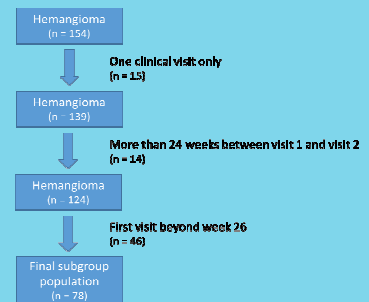 Hemangioma
(n = 154)
One clinical visit only
(n = 15)
Hemangioma
(n = 139)
More than 24 weeks between visit 1 and visit 2
(n = 14)
Hemangioma
(n = 124)
First visit beyond week 26
(n = 46)
Final subgroup
population
(n = 78)